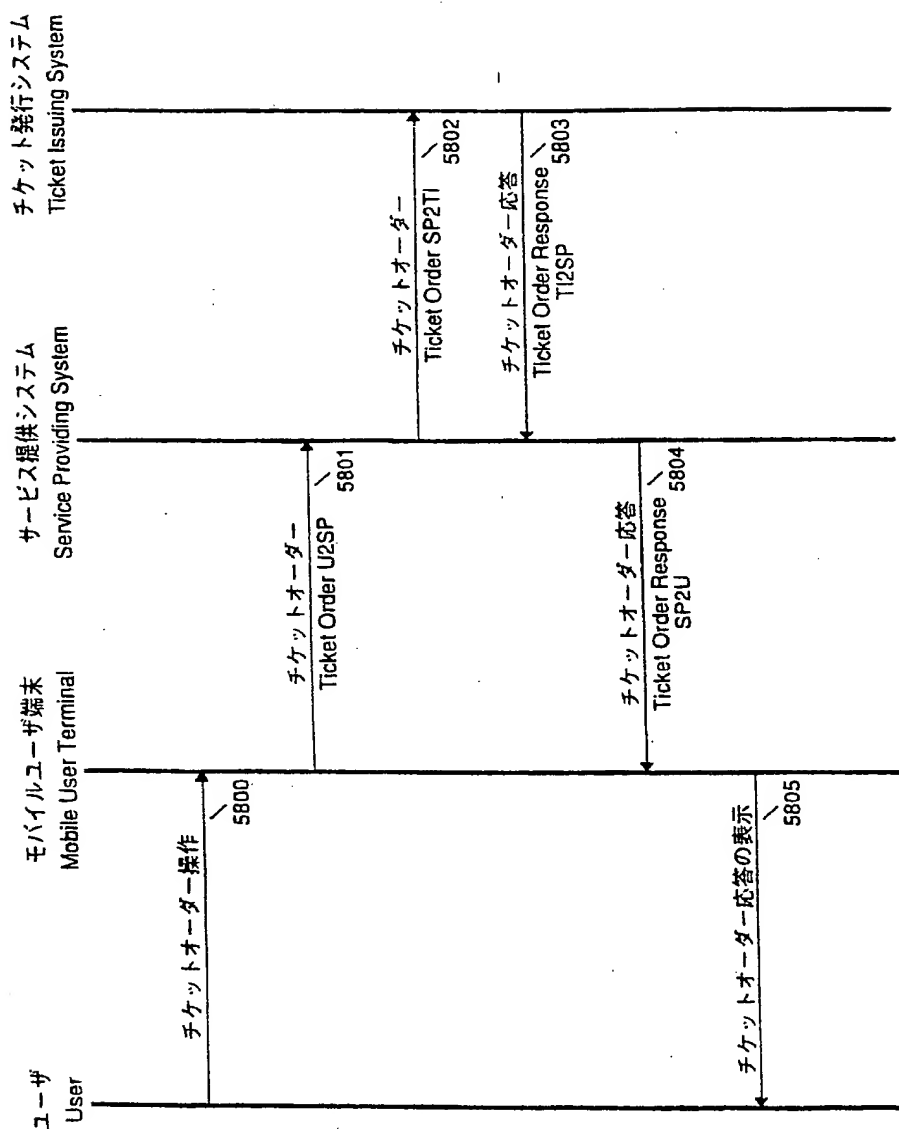 ユーザ
User
モバイルユーザ端末
Mobile User Terminal
サービス提供システム
Service Providing System
チケット発行システム
Ticket Issuing System
チケットオーダー操作
5800
チケットオーダー
Ticket Order U2SP
5801
チケットオーダー
Ticket Order SP2TI
5802
チケットオーダー応答
Ticket Order Response
TI2SP
5803
チケットオーダー応答
Ticket Order Response
SP2U
5804
チケットオーダー応答の表示
5805